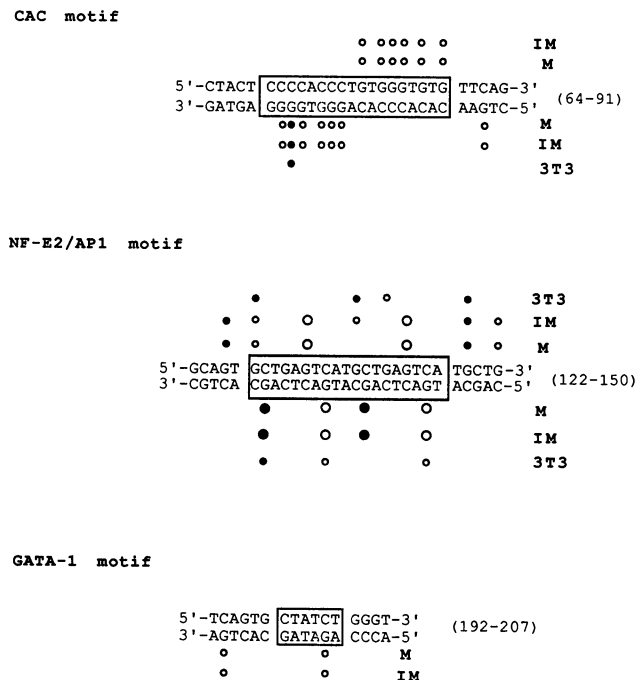 CAC motif
IM
M
5'-CTACT CCCCACCCTGTGGGTGTG TTCAG-3'
3'-GATGA GGGGTGGGACACCCACAC AAGTC-5'
(64-91)
M
IM
3T3
NF-E2/AP1 motif
3T3
IM
M
5'-GCAGT GCTGAGTCATGCTGAGTCA TGCTG-3'
3'-CGTCA CGACTCAGTACGACTCAGT ACGAC-5'
(122-150)
M
IM
3T3
GATA-1 motif
5'-TCAGTG CTATCT GGGT-3'
3'-AGTCAC GATAGA CCCA-5'
(192-207)
M
IM